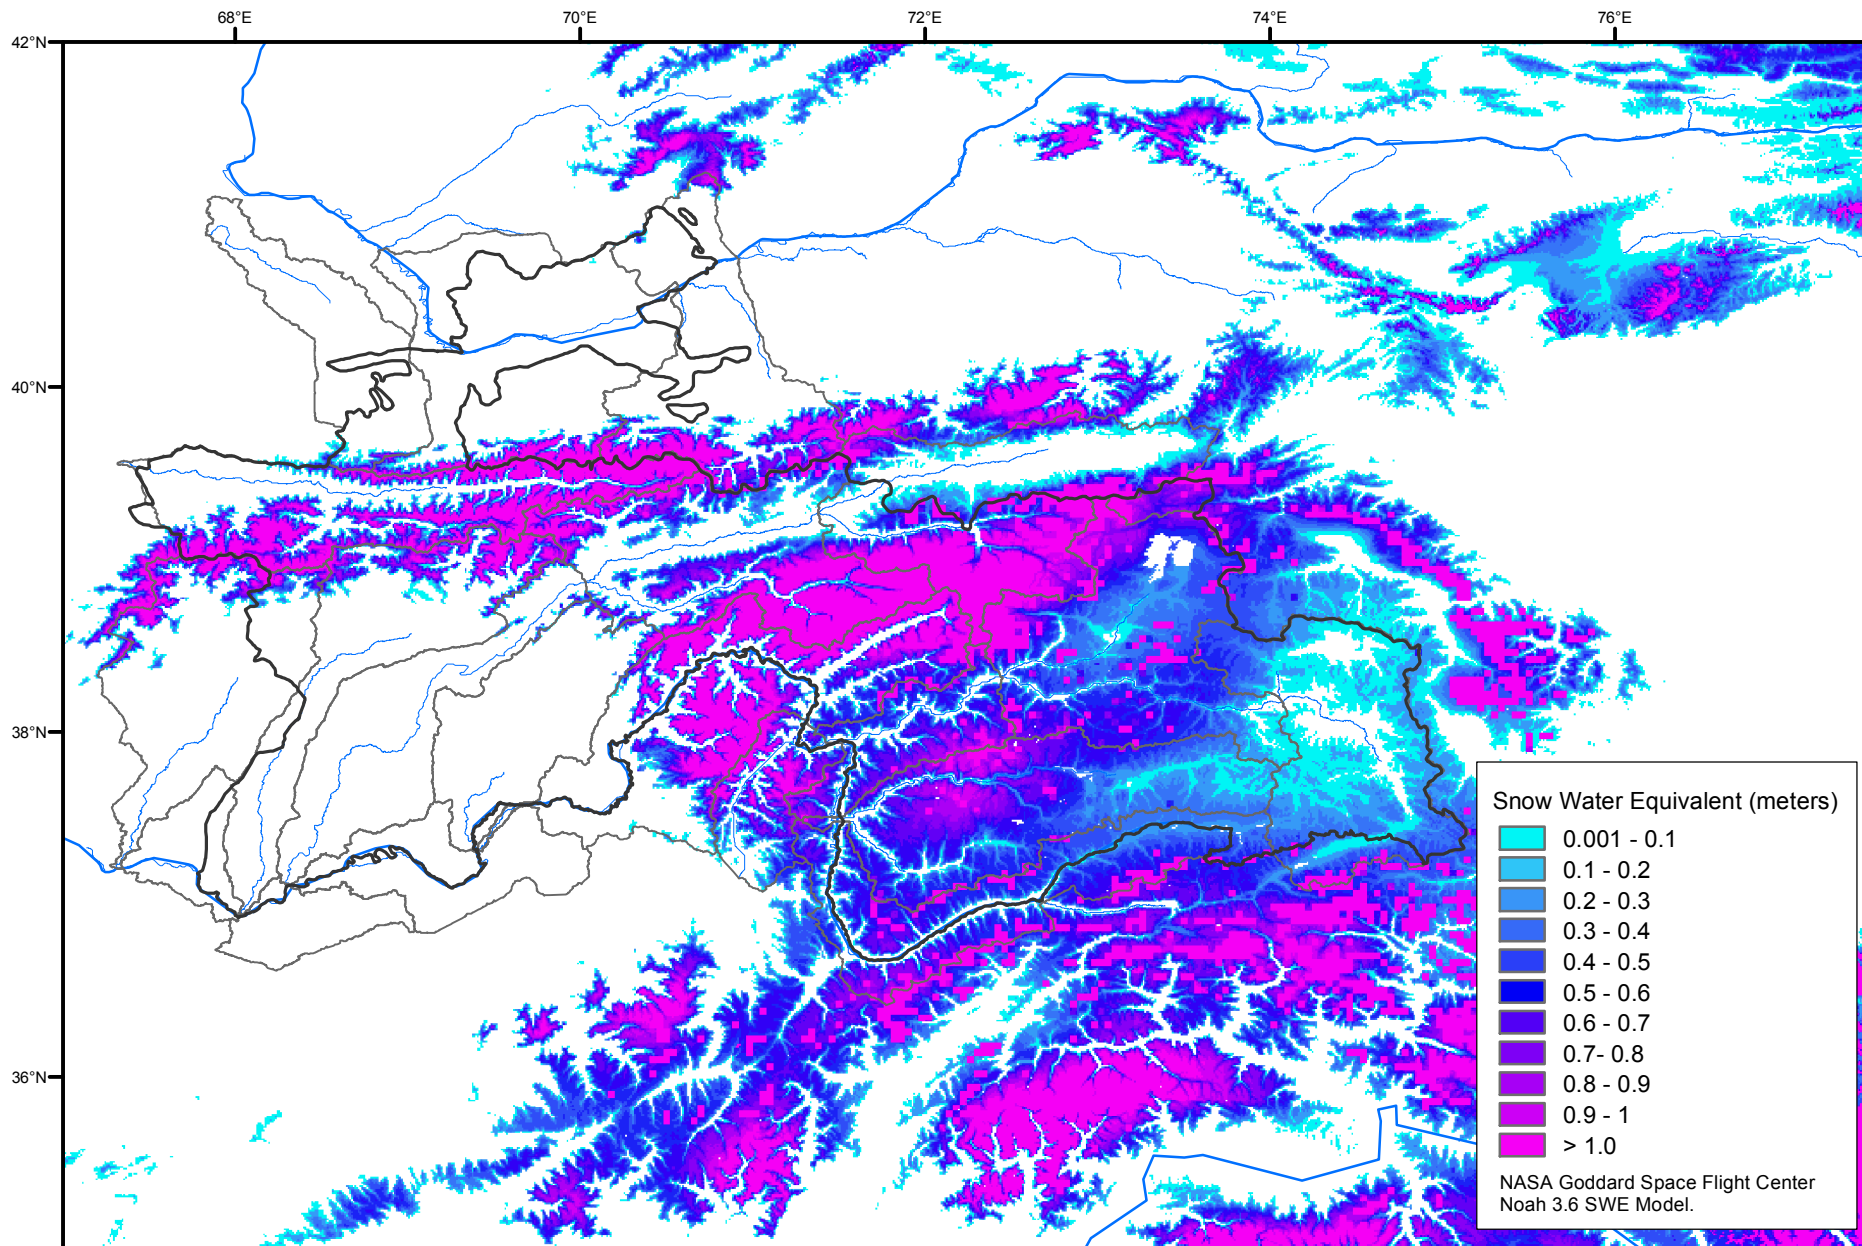 68°E 70°E 72°E 74°E 76°E
42°N
40°N
38°N
36°N
Snow Water Equivalent (meters)
0.001 - 0.1
0.1 - 0.2
0.2 - 0.3
0.3 - 0.4
0.4 - 0.5
0.5 - 0.6
0.6 - 0.7
0.7- 0.8
0.8 - 0.9
0.9 - 1
> 1.0
NASA Goddard Space Flight Center
Noah 3.6 SWE Model.